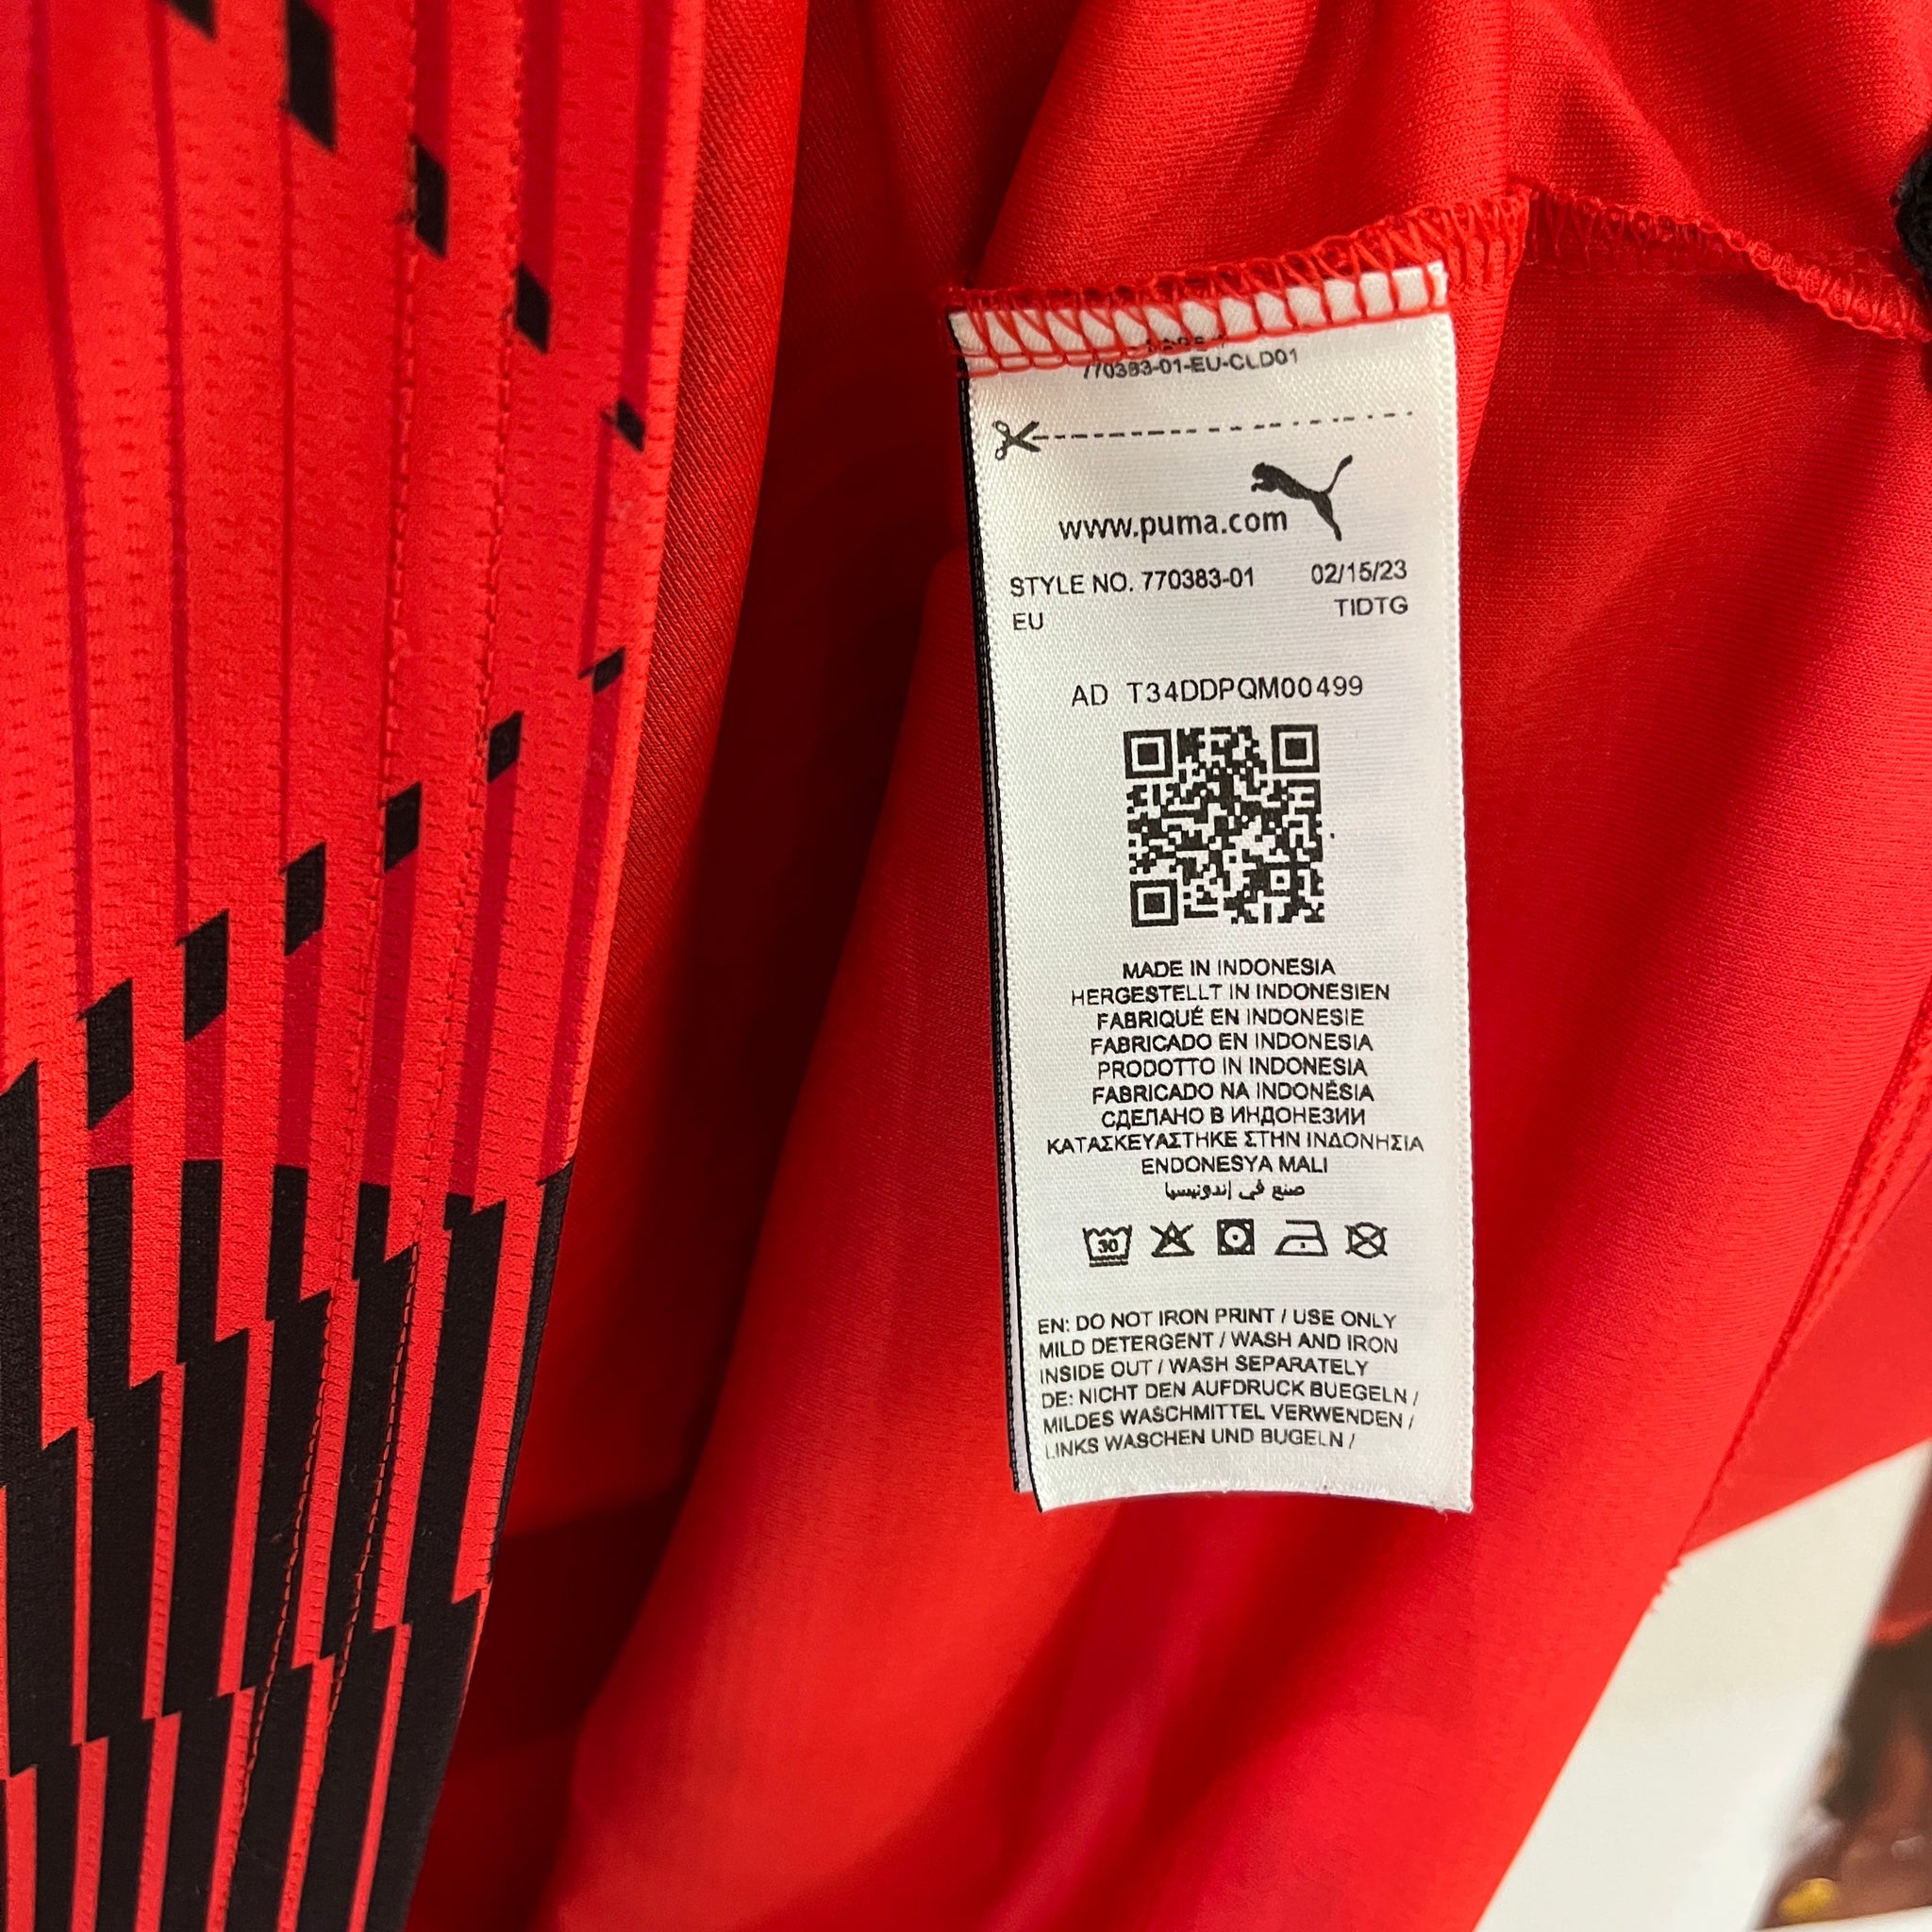 770383-01-EU-CLD01
www.puma.com
STYLE NO. 770383-01 02/15/23
EU TIDTG
AD T34DDPQM00499
MADE IN INDONESIA
HERGESTELLT IN INDONESIEN
FABRIQUÉ EN INDONESIE
FABRICADO EN INDONESIA
PRODOTTO IN INDONESIA
FABRICADO NA INDONÉSIA
СДЕЛАНО В ИНДОНЕЗИИ
ΚΑΤΑΣΚΕΥΑΣΤΗΚΕ ΣΤΗΝ ΙΝΔΟΝΗΣΙΑ
ENDONESYA MALI
صنع في إندونيسيا
30
EN: DO NOT IRON PRINT / USE ONLY
MILD DETERGENT / WASH AND IRON
INSIDE OUT / WASH SEPARATELY
DE: NICHT DEN AUFDRUCK BUEGELN /
MILDES WASCHMITTEL VERWENDEN /
LINKS WASCHEN UND BUGELN /